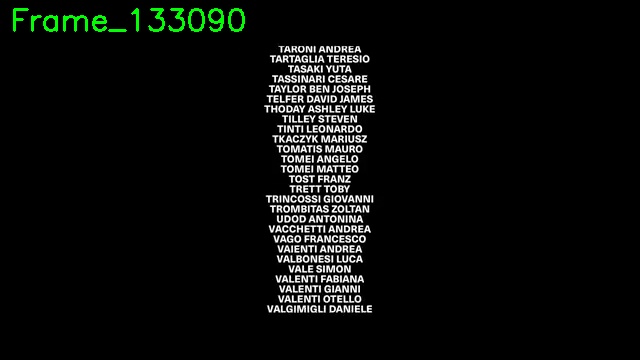 Frame_133090
TARONI ANDREA
TARTAGLIA TERESIO
TASAKI YUTA
TASSINARI CESARE
TAYLOR BEN JOSEPH
TELFER DAVID JAMES
THODAY ASHLEY LUKE
TILLEY STEVEN
TINTI LEONARDO
TKACZYK MARIUSZ
TOMATIS MAURO
TOMEI ANGELO
TOMEI MATTEO
TOST FRANZ
TRETT TOBY
TRINCOSSI GIOVANNI
TROMBITAS ZOLTAN
UDOD ANTONINA
VACCHETTI ANDREA
VAGO FRANCESCO
VAIENTI ANDREA
VALBONESI LUCA
VALE SIMON
VALENTI FABIANA
VALENTI GIANNI
VALENTI OTELLO
VALGIMIGLI DANIELE